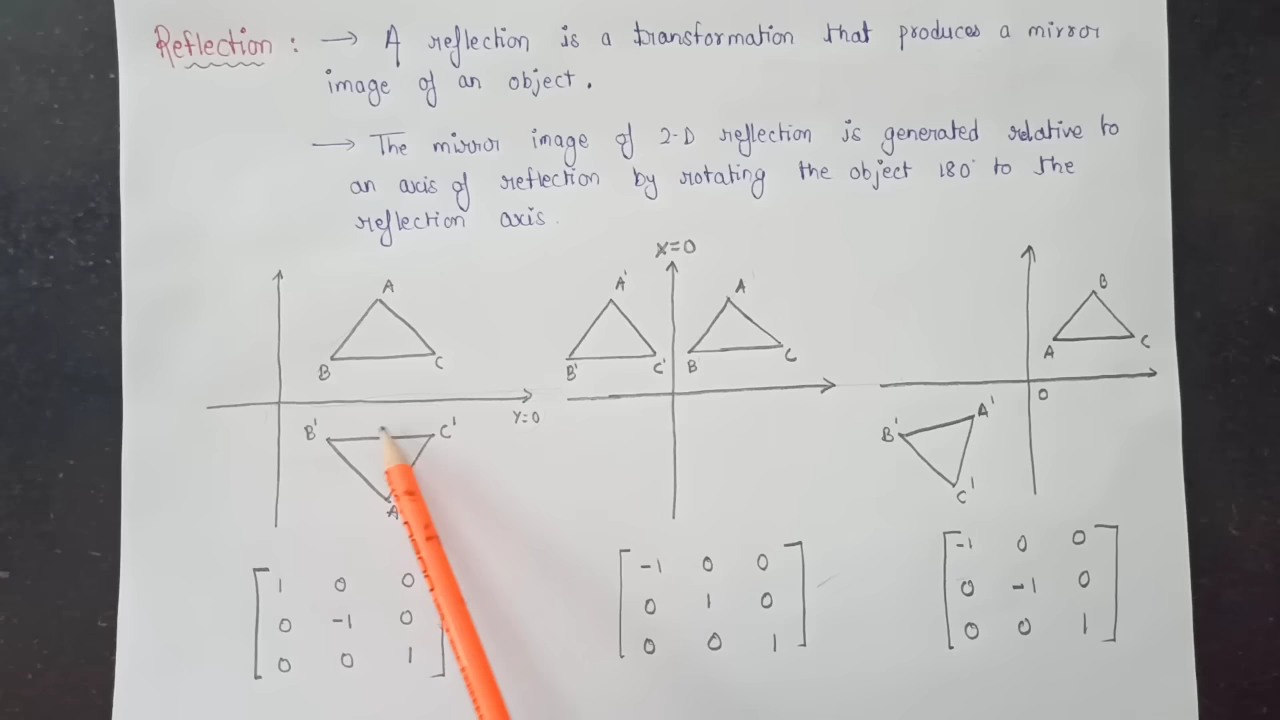 Reflection : → A reflection is a transformation that produces a mirror
image of an object.
→ The mirror image of 2-D reflection is generated relative to
an axis of reflection by rotating the object 180° to the
reflection axis.
A
B
C
Y=0
B'
C'
A
1 0 0
0 -1 0
0 0 1
X=0
A'
A
B'
C'
B
C
-1 0 0
0 1 0
0 0 1
B
A
C
O
A'
B'
C'
-1 0 0
0 -1 0
0 0 1